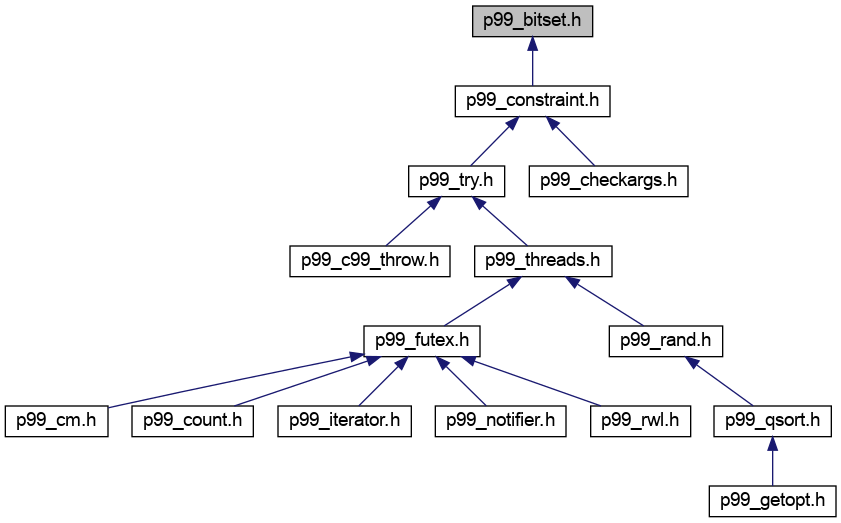 p99_bitset.h
p99_constraint.h
p99_try.h
p99_checkargs.h
p99_c99_throw.h
p99_threads.h
p99_futex.h
p99_rand.h
p99_cm.h
p99_count.h
p99_iterator.h
p99_notifier.h
p99_rwl.h
p99_qsort.h
p99_getopt.h